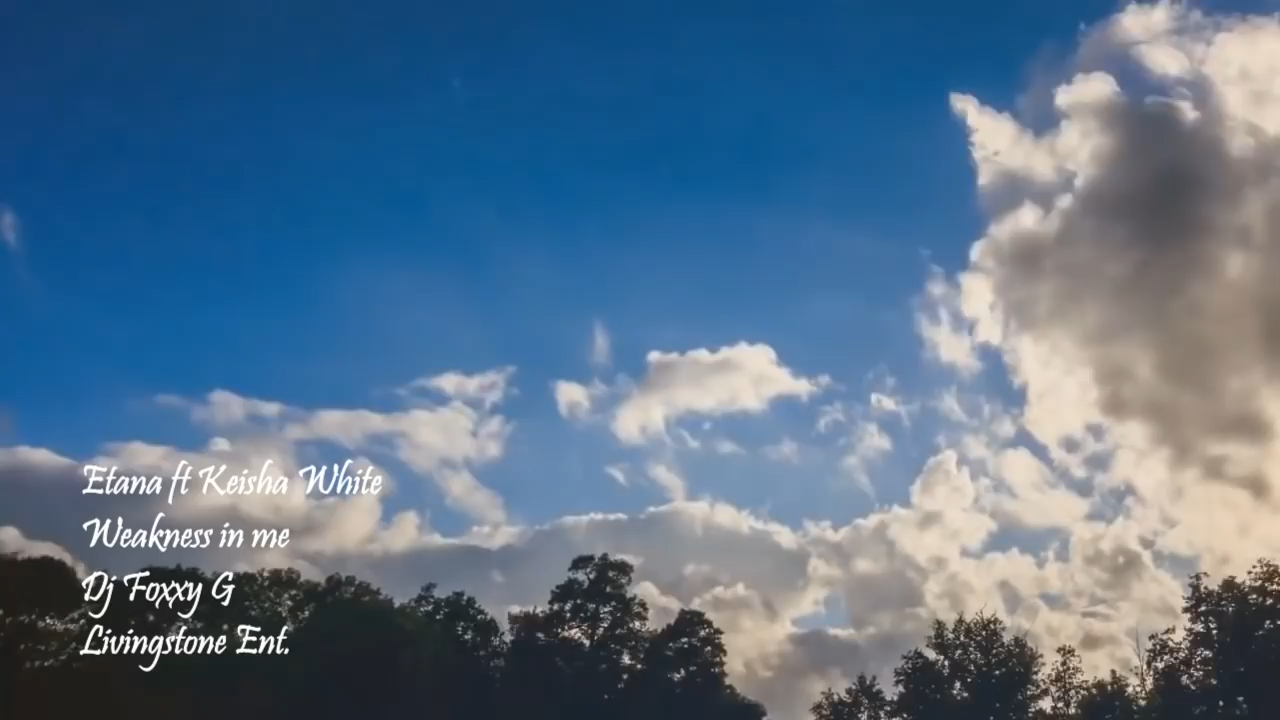 Etana ft Keisha White
Weakness in me
Dj Foxxy G
Livingstone Ent.